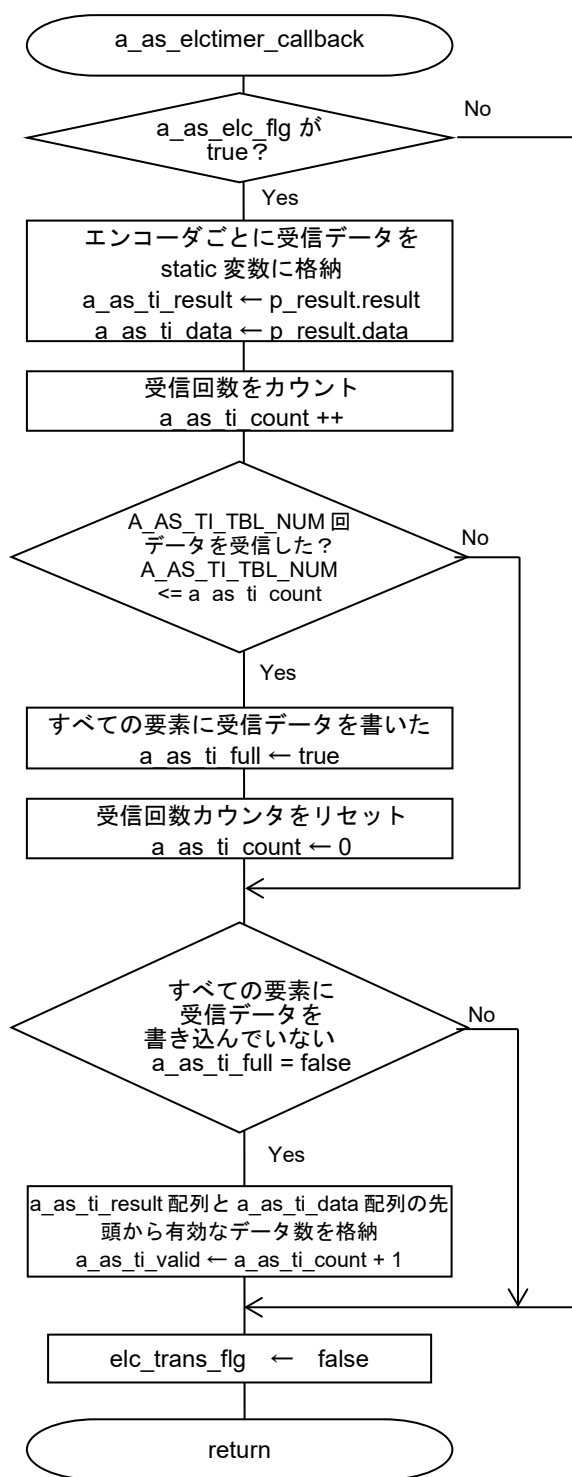 a_as_elctimer_callback
a_as_elc_flg が
true？
No
Yes
エンコーダごとに受信データを
static 変数に格納
a_as_ti_result ← p_result.result
a_as_ti_data ← p_result.data
受信回数をカウント
a_as_ti_count ++
A_AS_TI_TBL_NUM 回
データを受信した？
A_AS_TI_TBL_NUM
<= a_as_ti_count
No
Yes
すべての要素に受信データを書いた
a_as_ti_full ← true
受信回数カウンタをリセット
a_as_ti_count ← 0
すべての要素に
受信データを
書き込んでいない
a_as_ti_full = false
No
Yes
a_as_ti_result 配列と a_as_ti_data 配列の先
頭から有効なデータ数を格納
a_as_ti_valid ← a_as_ti_count + 1
elc_trans_flg ← false
return